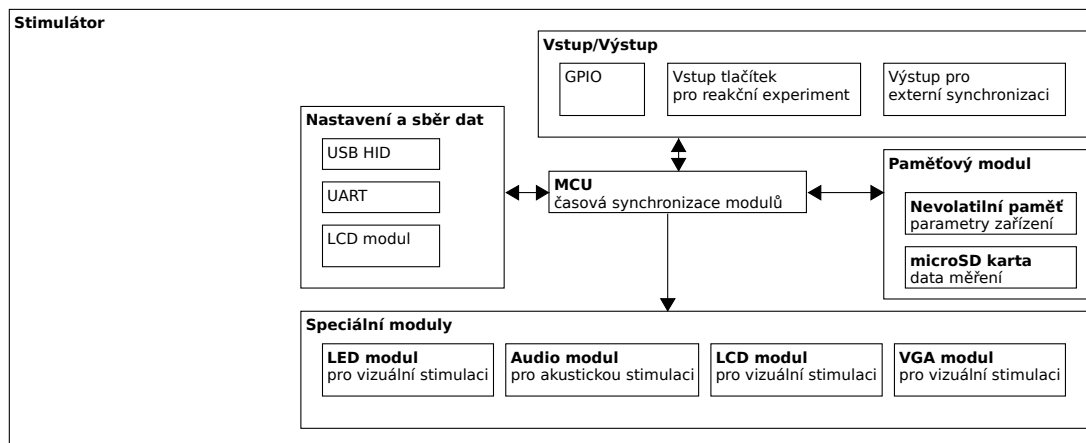 Stimulátor
Vstup/Výstup
GPIO
Vstup tlačítek
pro reakční experiment
Výstup pro
externí synchronizaci
Nastavení a sběr dat
USB HID
UART
LCD modul
MCU
časová synchronizace modulů
Paměťový modul
Nevolatilní paměť
parametry zařízení
microSD karta
data měření
Speciální moduly
LED modul
pro vizuální stimulaci
Audio modul
pro akustickou stimulaci
LCD modul
pro vizuální stimulaci
VGA modul
pro vizuální stimulaci